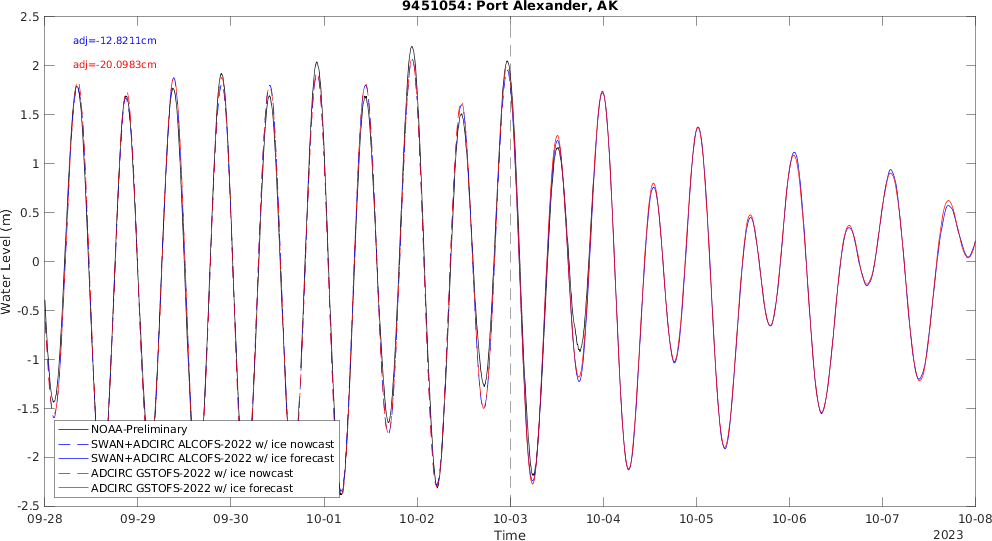 9451054: Port Alexander, AK
adj=-12.8211cm
adj=-20.0983cm
2.5
2
1.5
1
0.5
0
-0.5
-1
-1.5
-2
-2.5
Water Level (m)
NOAA-Preliminary
SWAN+ADCIRC ALCOFS-2022 w/ ice nowcast
SWAN+ADCIRC ALCOFS-2022 w/ ice forecast
ADCIRC GSTOFS-2022 w/ ice nowcast
ADCIRC GSTOFS-2022 w/ ice forecast
09-28 09-29 09-30 10-01 10-02 10-03 10-04 10-05 10-06 10-07 10-08
Time
2023